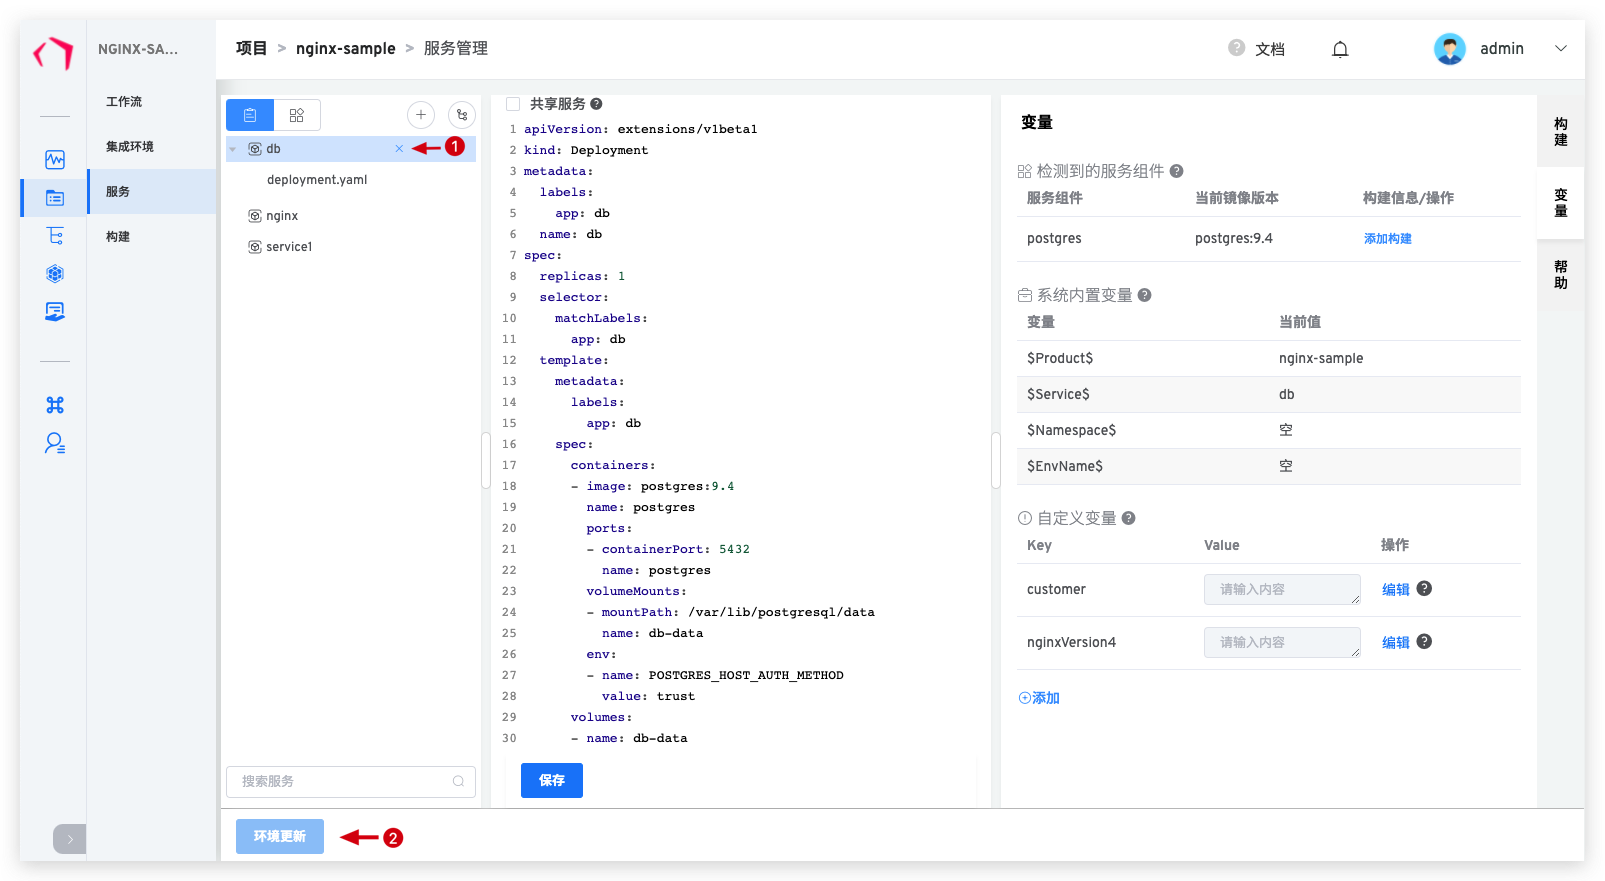 NGINX-SA...
工作流
集成环境
服务
构建
项目 > nginx-sample > 服务管理
? 文档
admin
db
1
deployment.yaml
nginx
service1
搜索服务
共享服务 ?
1 apiVersion: extensions/v1beta1
2 kind: Deployment
3 metadata:
4 labels:
5 app: db
6 name: db
7 spec:
8 replicas: 1
9 selector:
10 matchLabels:
11 app: db
12 template:
13 metadata:
14 labels:
15 app: db
16 spec:
17 containers:
18 - image: postgres:9.4
19 name: postgres
20 ports:
21 - containerPort: 5432
22 name: postgres
23 volumeMounts:
24 - mountPath: /var/lib/postgresql/data
25 name: db-data
26 env:
27 - name: POSTGRES_HOST_AUTH_METHOD
28 value: trust
29 volumes:
30 - name: db-data
保存
变量
检测到的服务组件 ?
服务组件 当前镜像版本 构建信息/操作
postgres postgres:9.4 添加构建
系统内置变量 ?
变量 当前值
$Product$ nginx-sample
$Service$ db
$Namespace$ 空
$EnvName$ 空
自定义变量 ?
Key Value 操作
customer 请输入内容 编辑 ?
nginxVersion4 请输入内容 编辑 ?
添加
构建
变量
帮助
环境更新
2